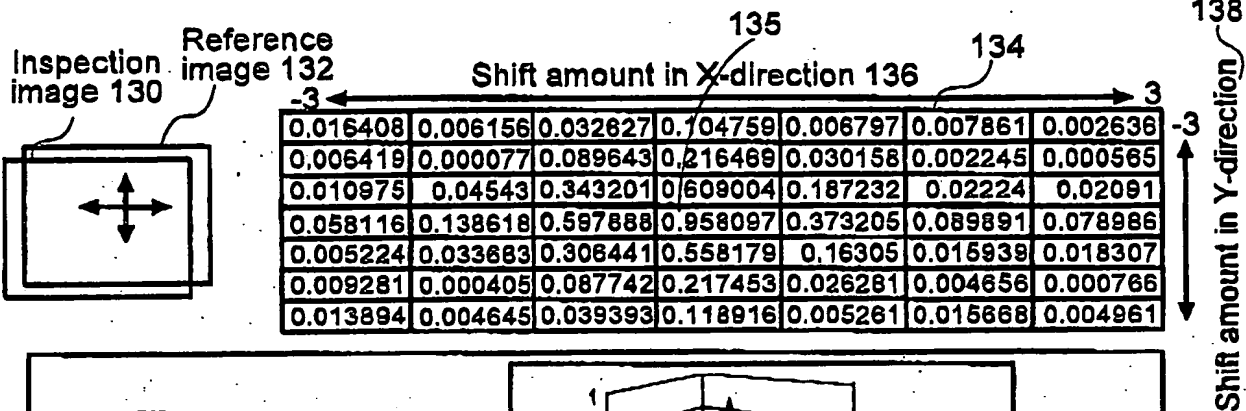 138
135
134
Reference
image 132
Inspection
image 130
Shift amount in X-direction 136
-3 3
0.016408 0.006156 0.032627 0.104759 0.006797 0.007861 0.002636
0.006419 0.000077 0.089643 0.216469 0.030158 0.002245 0.000565
0.010975 0.04543 0.343201 0.609004 0.187232 0.02224 0.02091
0.058116 0.138618 0.597888 0.958097 0.373205 0.089891 0.078986
0.005224 0.033683 0.306441 0.558179 0.16305 0.015939 0.018307
0.009281 0.000405 0.087742 0.217453 0.026281 0.004656 0.000766
0.013894 0.004645 0.039393 0.118916 0.005261 0.015668 0.004961
-3
Shift amount in Y-direction
1